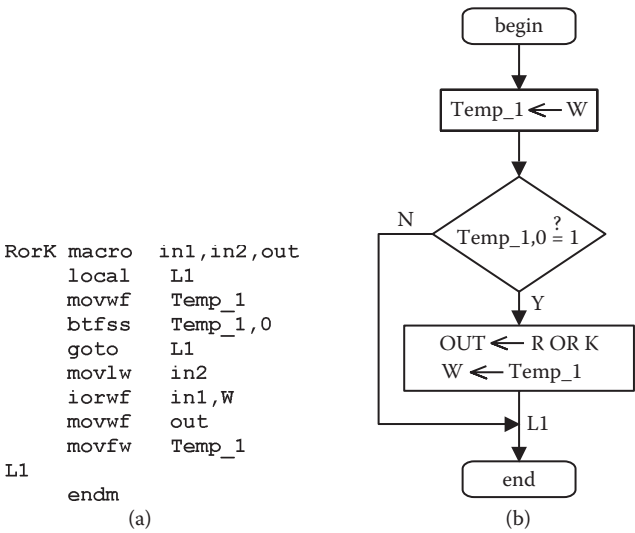 RorK macro in1,in2,out
local L1
movwf Temp_1
btfss Temp_1,0
goto L1
movlw in2
iorwf in1,W
movwf out
movfw Temp_1
L1
endm
(a)
begin
Temp_1 ← W
Temp_1,0 ≟ 1
N
Y
OUT ← R OR K
W ← Temp_1
L1
end
(b)